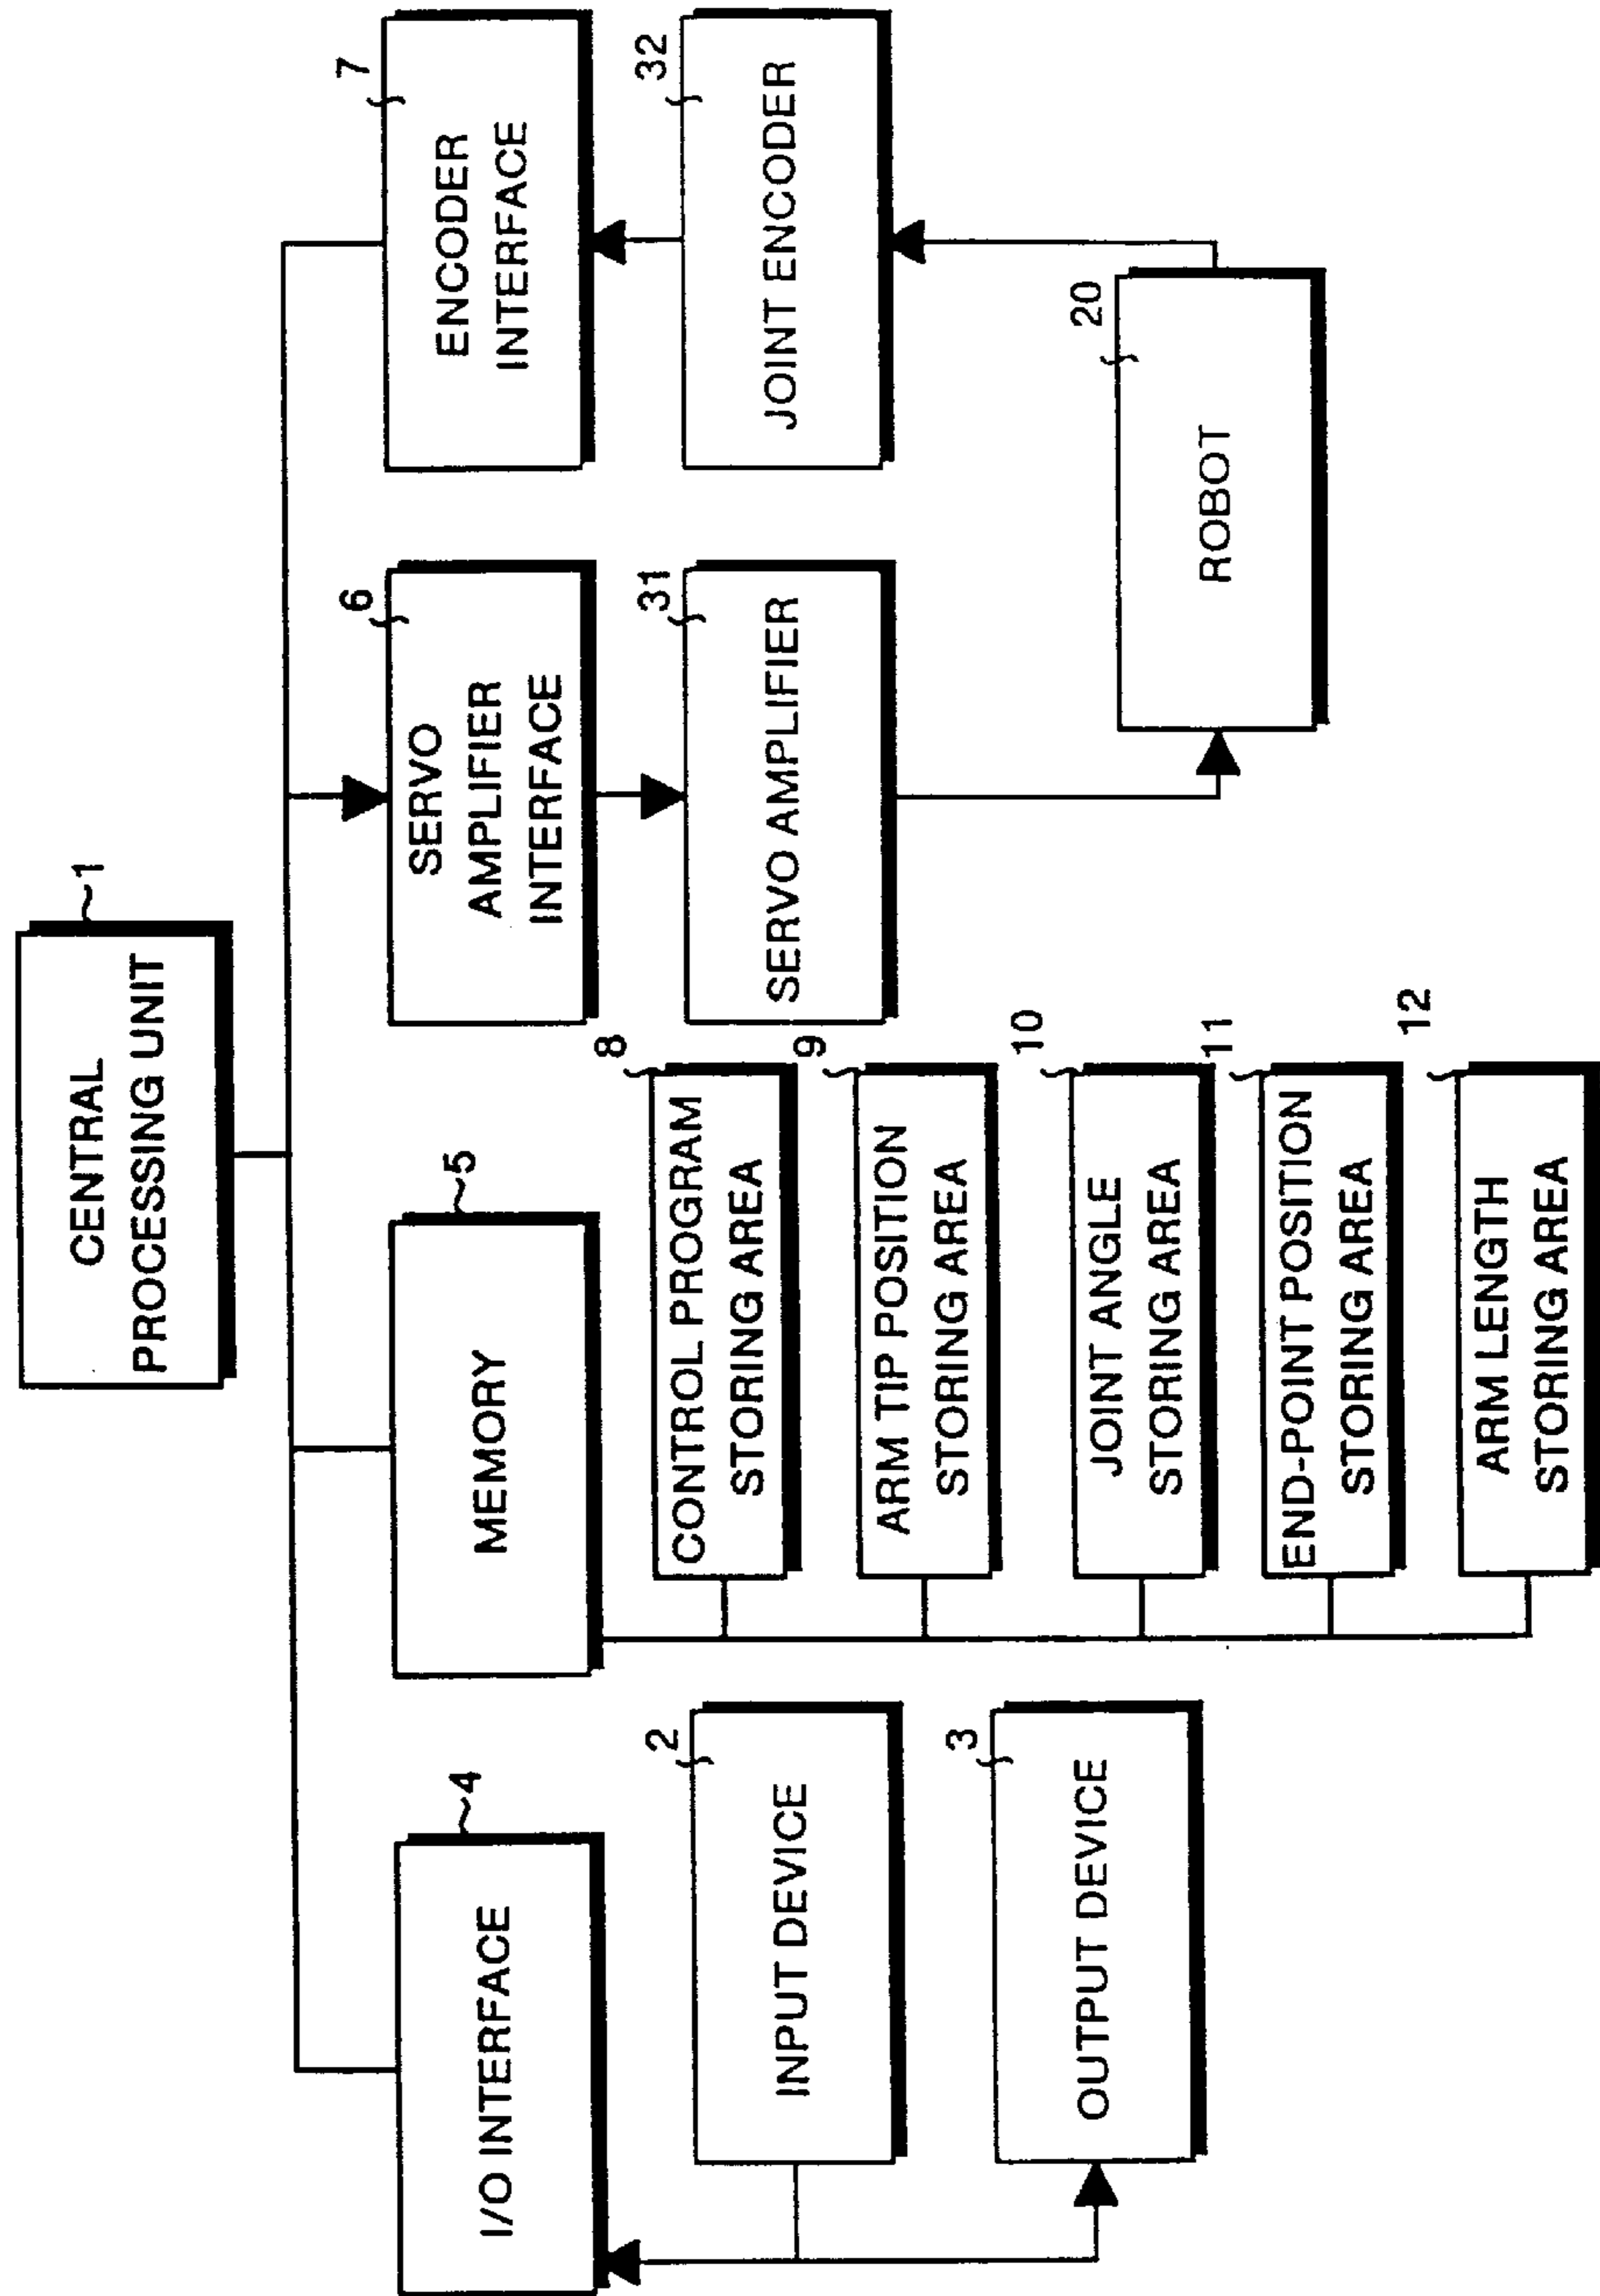 CENTRAL
PROCESSING UNIT
1
I/O INTERFACE
4
MEMORY
5
SERVO
AMPLIFIER
INTERFACE
6
ENCODER
INTERFACE
7
INPUT DEVICE
2
OUTPUT DEVICE
3
CONTROL PROGRAM
STORING AREA
8
ARM TIP POSITION
STORING AREA
9
JOINT ANGLE
STORING AREA
10
END-POINT POSITION
STORING AREA
11
ARM LENGTH
STORING AREA
12
SERVO AMPLIFIER
31
JOINT ENCODER
32
ROBOT
20